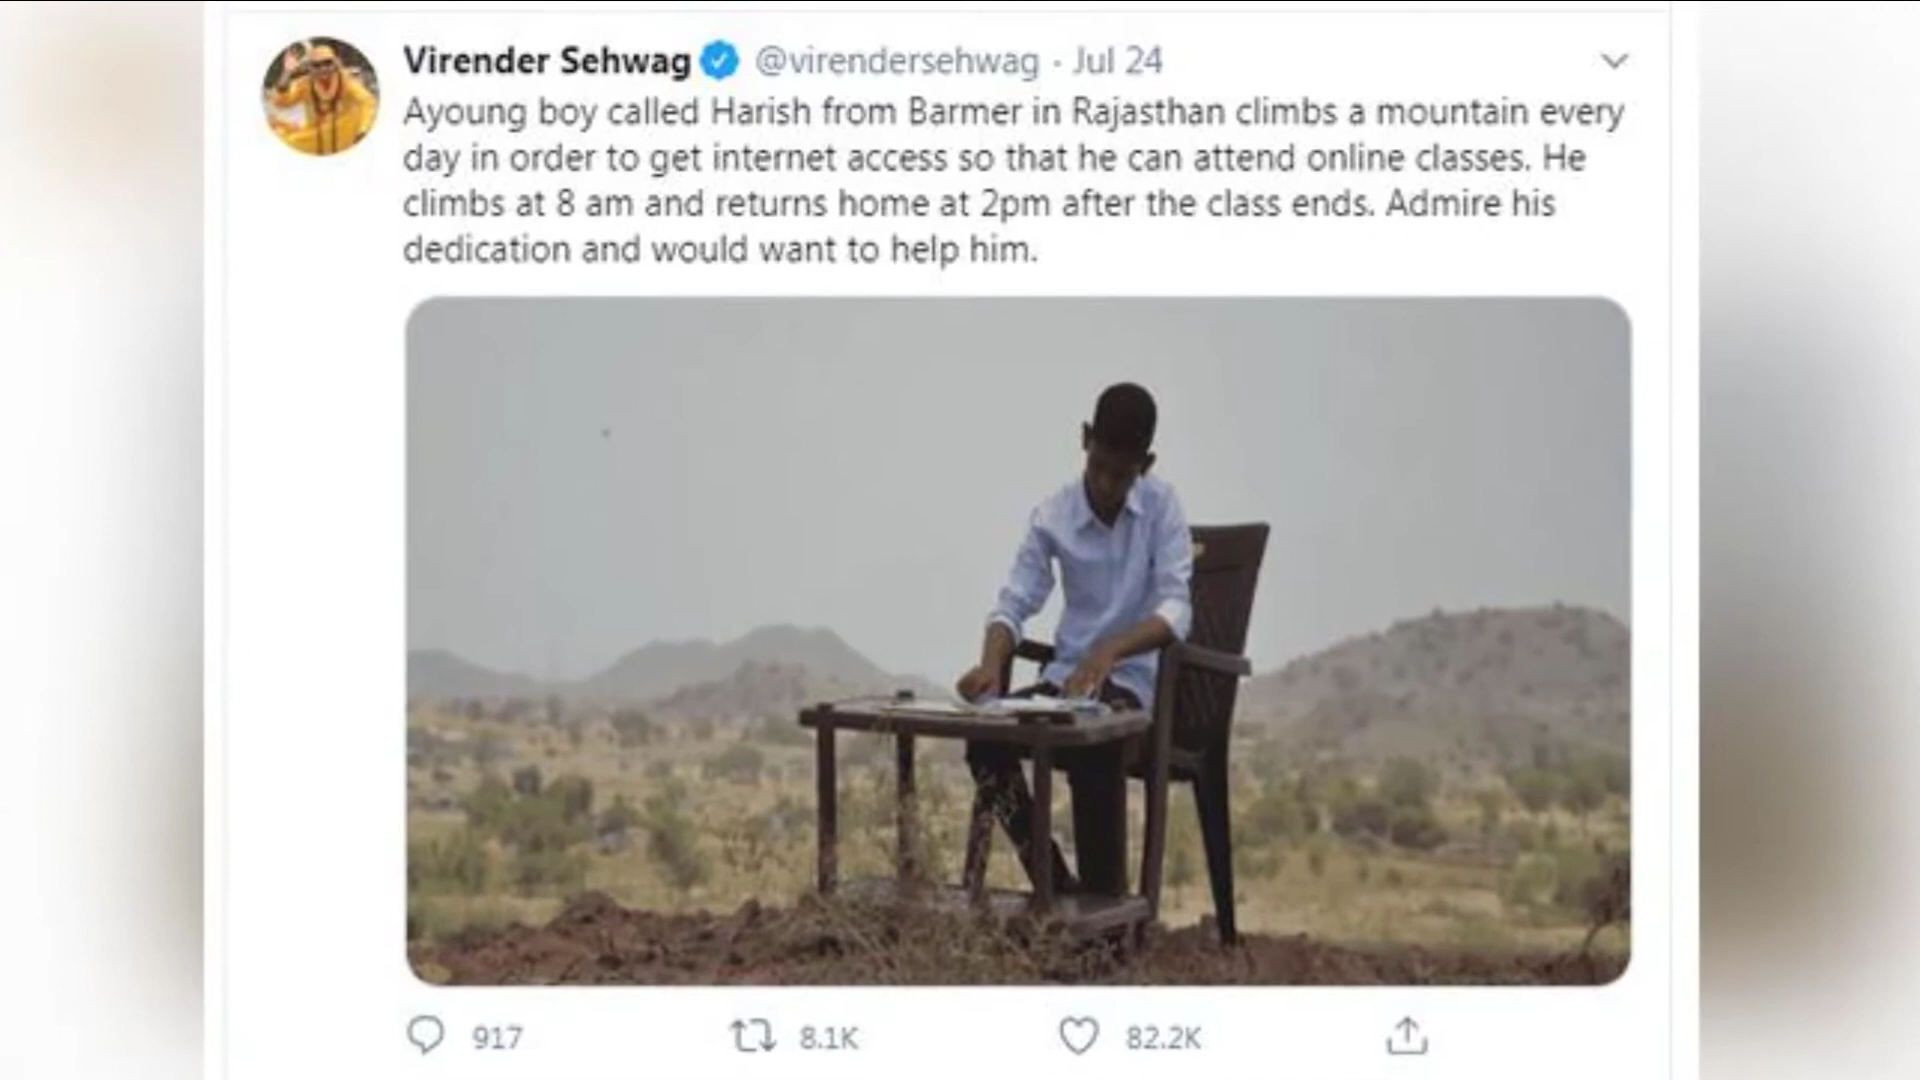 Virender Sehwag @virendersehwag · Jul 24
Ayoung boy called Harish from Barmer in Rajasthan climbs a mountain every
day in order to get internet access so that he can attend online classes. He
climbs at 8 am and returns home at 2pm after the class ends. Admire his
dedication and would want to help him.
917 8.1K 82.2K